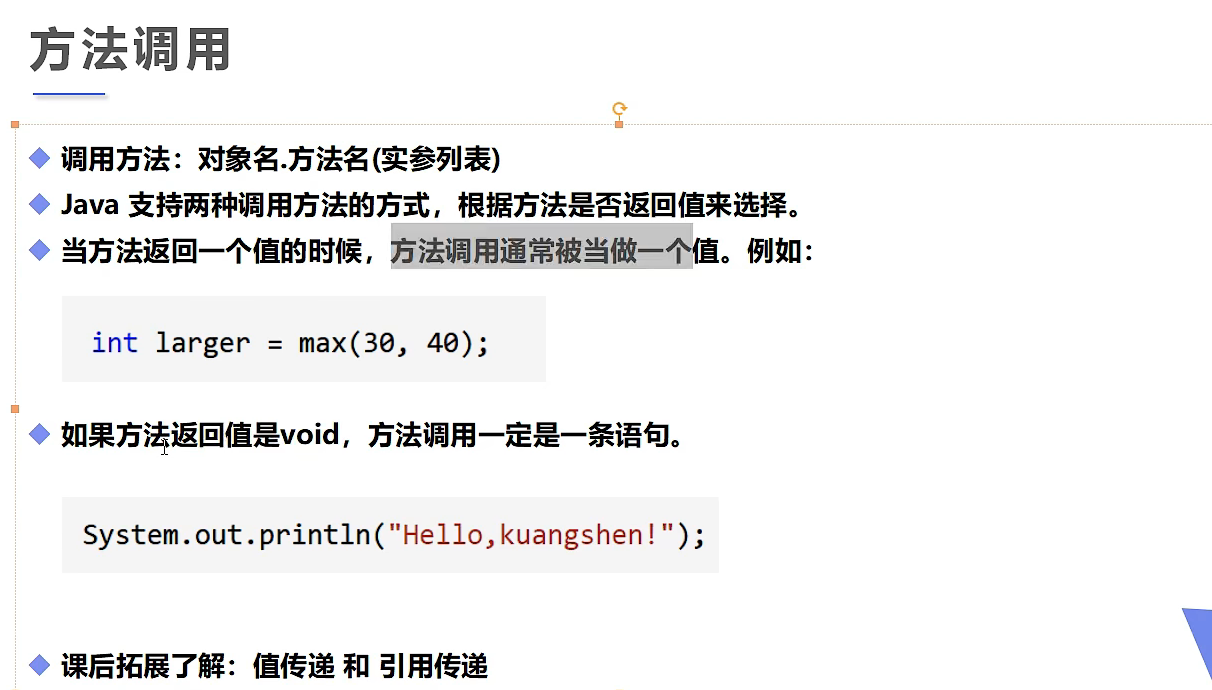 方法调用
调用方法：对象名.方法名(实参列表)
Java 支持两种调用方法的方式，根据方法是否返回值来选择。
当方法返回一个值的时候，方法调用通常被当做一个值。例如：
int larger = max(30, 40);
如果方法返回值是void，方法调用一定是一条语句。
System.out.println("Hello,kuangshen!");
课后拓展了解：值传递 和 引用传递